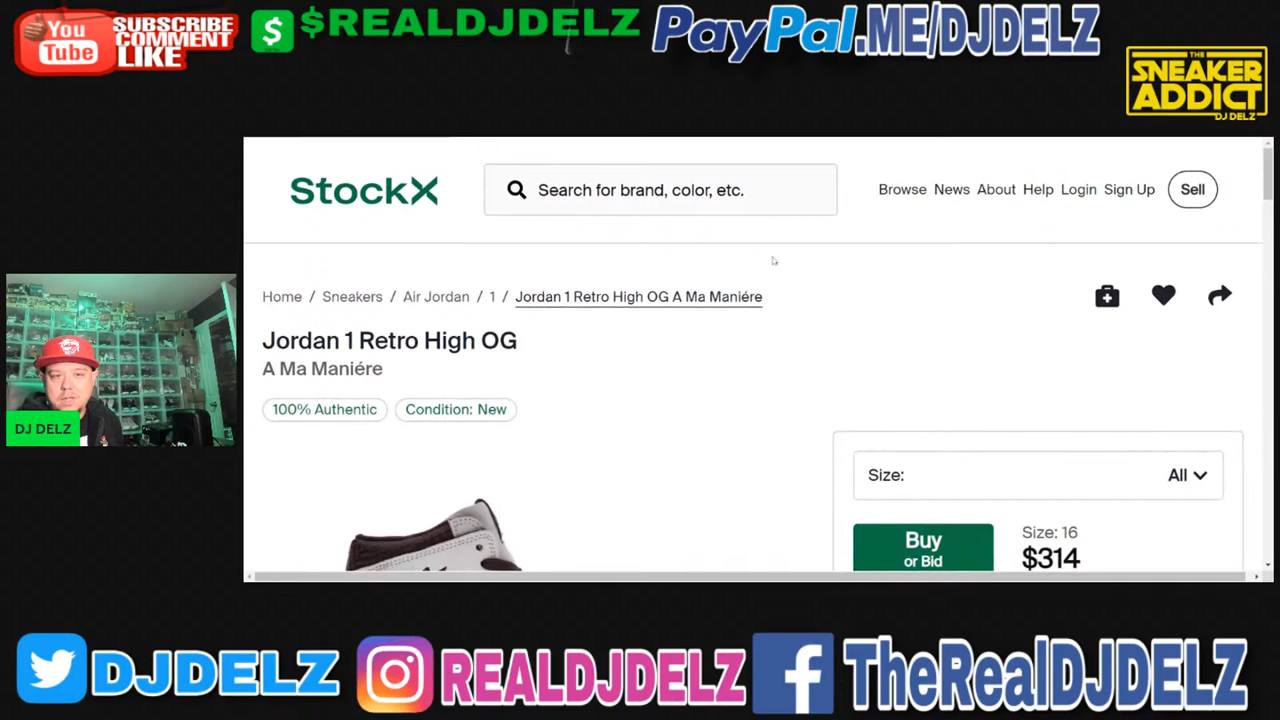 You Tube
SUBSCRIBE
COMMENT
LIKE
$ $REALDJDELZ
PayPal.ME/DJDELZ
THE
SNEAKER
ADDICT
DJ DELZ
StockX
Search for brand, color, etc.
Browse News About Help Login Sign Up Sell
Home / Sneakers / Air Jordan / 1 / Jordan 1 Retro High OG A Ma Maniére
Jordan 1 Retro High OG
A Ma Maniére
100% Authentic Condition: New
Size: All
Buy
or Bid
Size: 16
$314
DJ DELZ
DJDELZ
REALDJDELZ
f TheRealDJDELZ